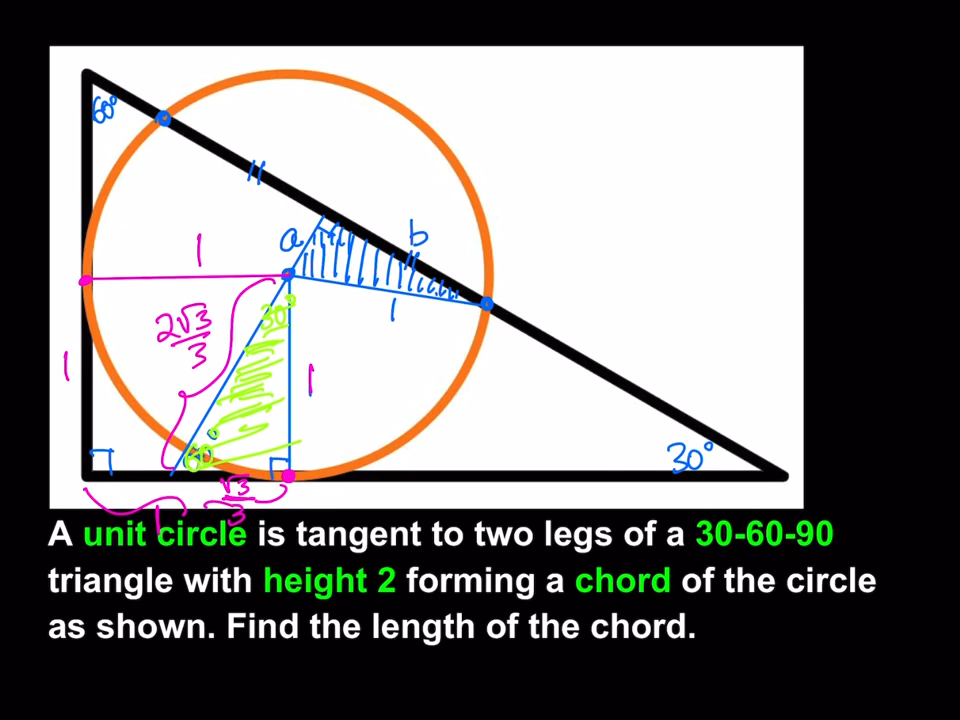 60°
a
b
1
1
30°
2√3
3
1
1
60°
30°
√3
3
1
A unit circle is tangent to two legs of a 30-60-90
triangle with height 2 forming a chord of the circle
as shown. Find the length of the chord.